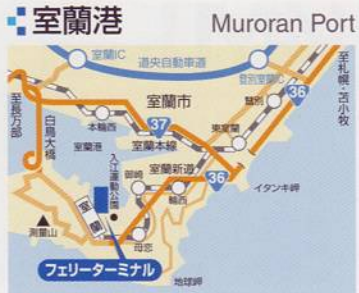 室蘭港 Muroran Port
室蘭IC
道央自動車道
登別室蘭IC
至札幌・苫小牧
36
室蘭市
鷲別
至長万部
白鳥大橋
本輪西
37
東室蘭
室蘭港
室蘭本線
入江運動公園
御崎
室蘭新道
36
イタンキ岬
輪西
室蘭
測量山
母恋
フェリーターミナル
地球岬